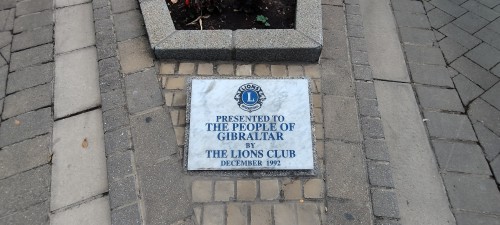 L
PRESENTED TO
THE PEOPLE OF
GIBRALTAR
BY
THE LIONS CLUB
DECEMBER 1992